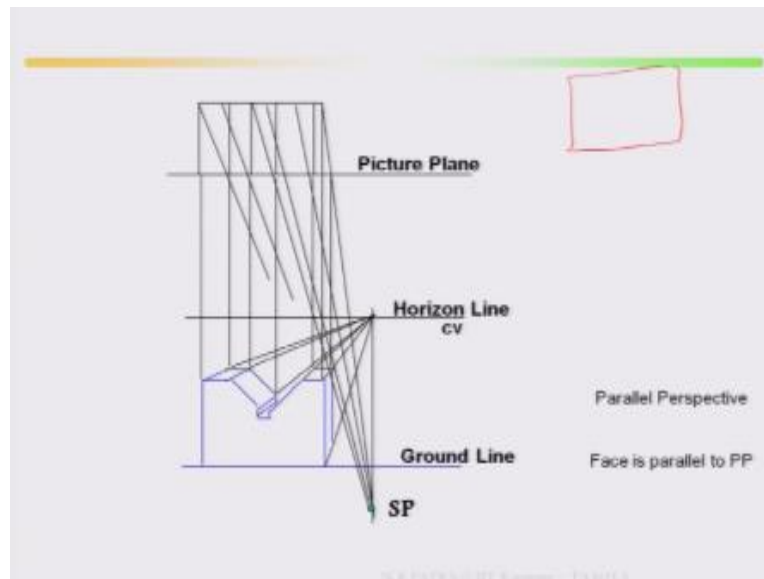 Picture Plane
Horizon Line
CV
Parallel Perspective
Ground Line
Face is parallel to PP
SP